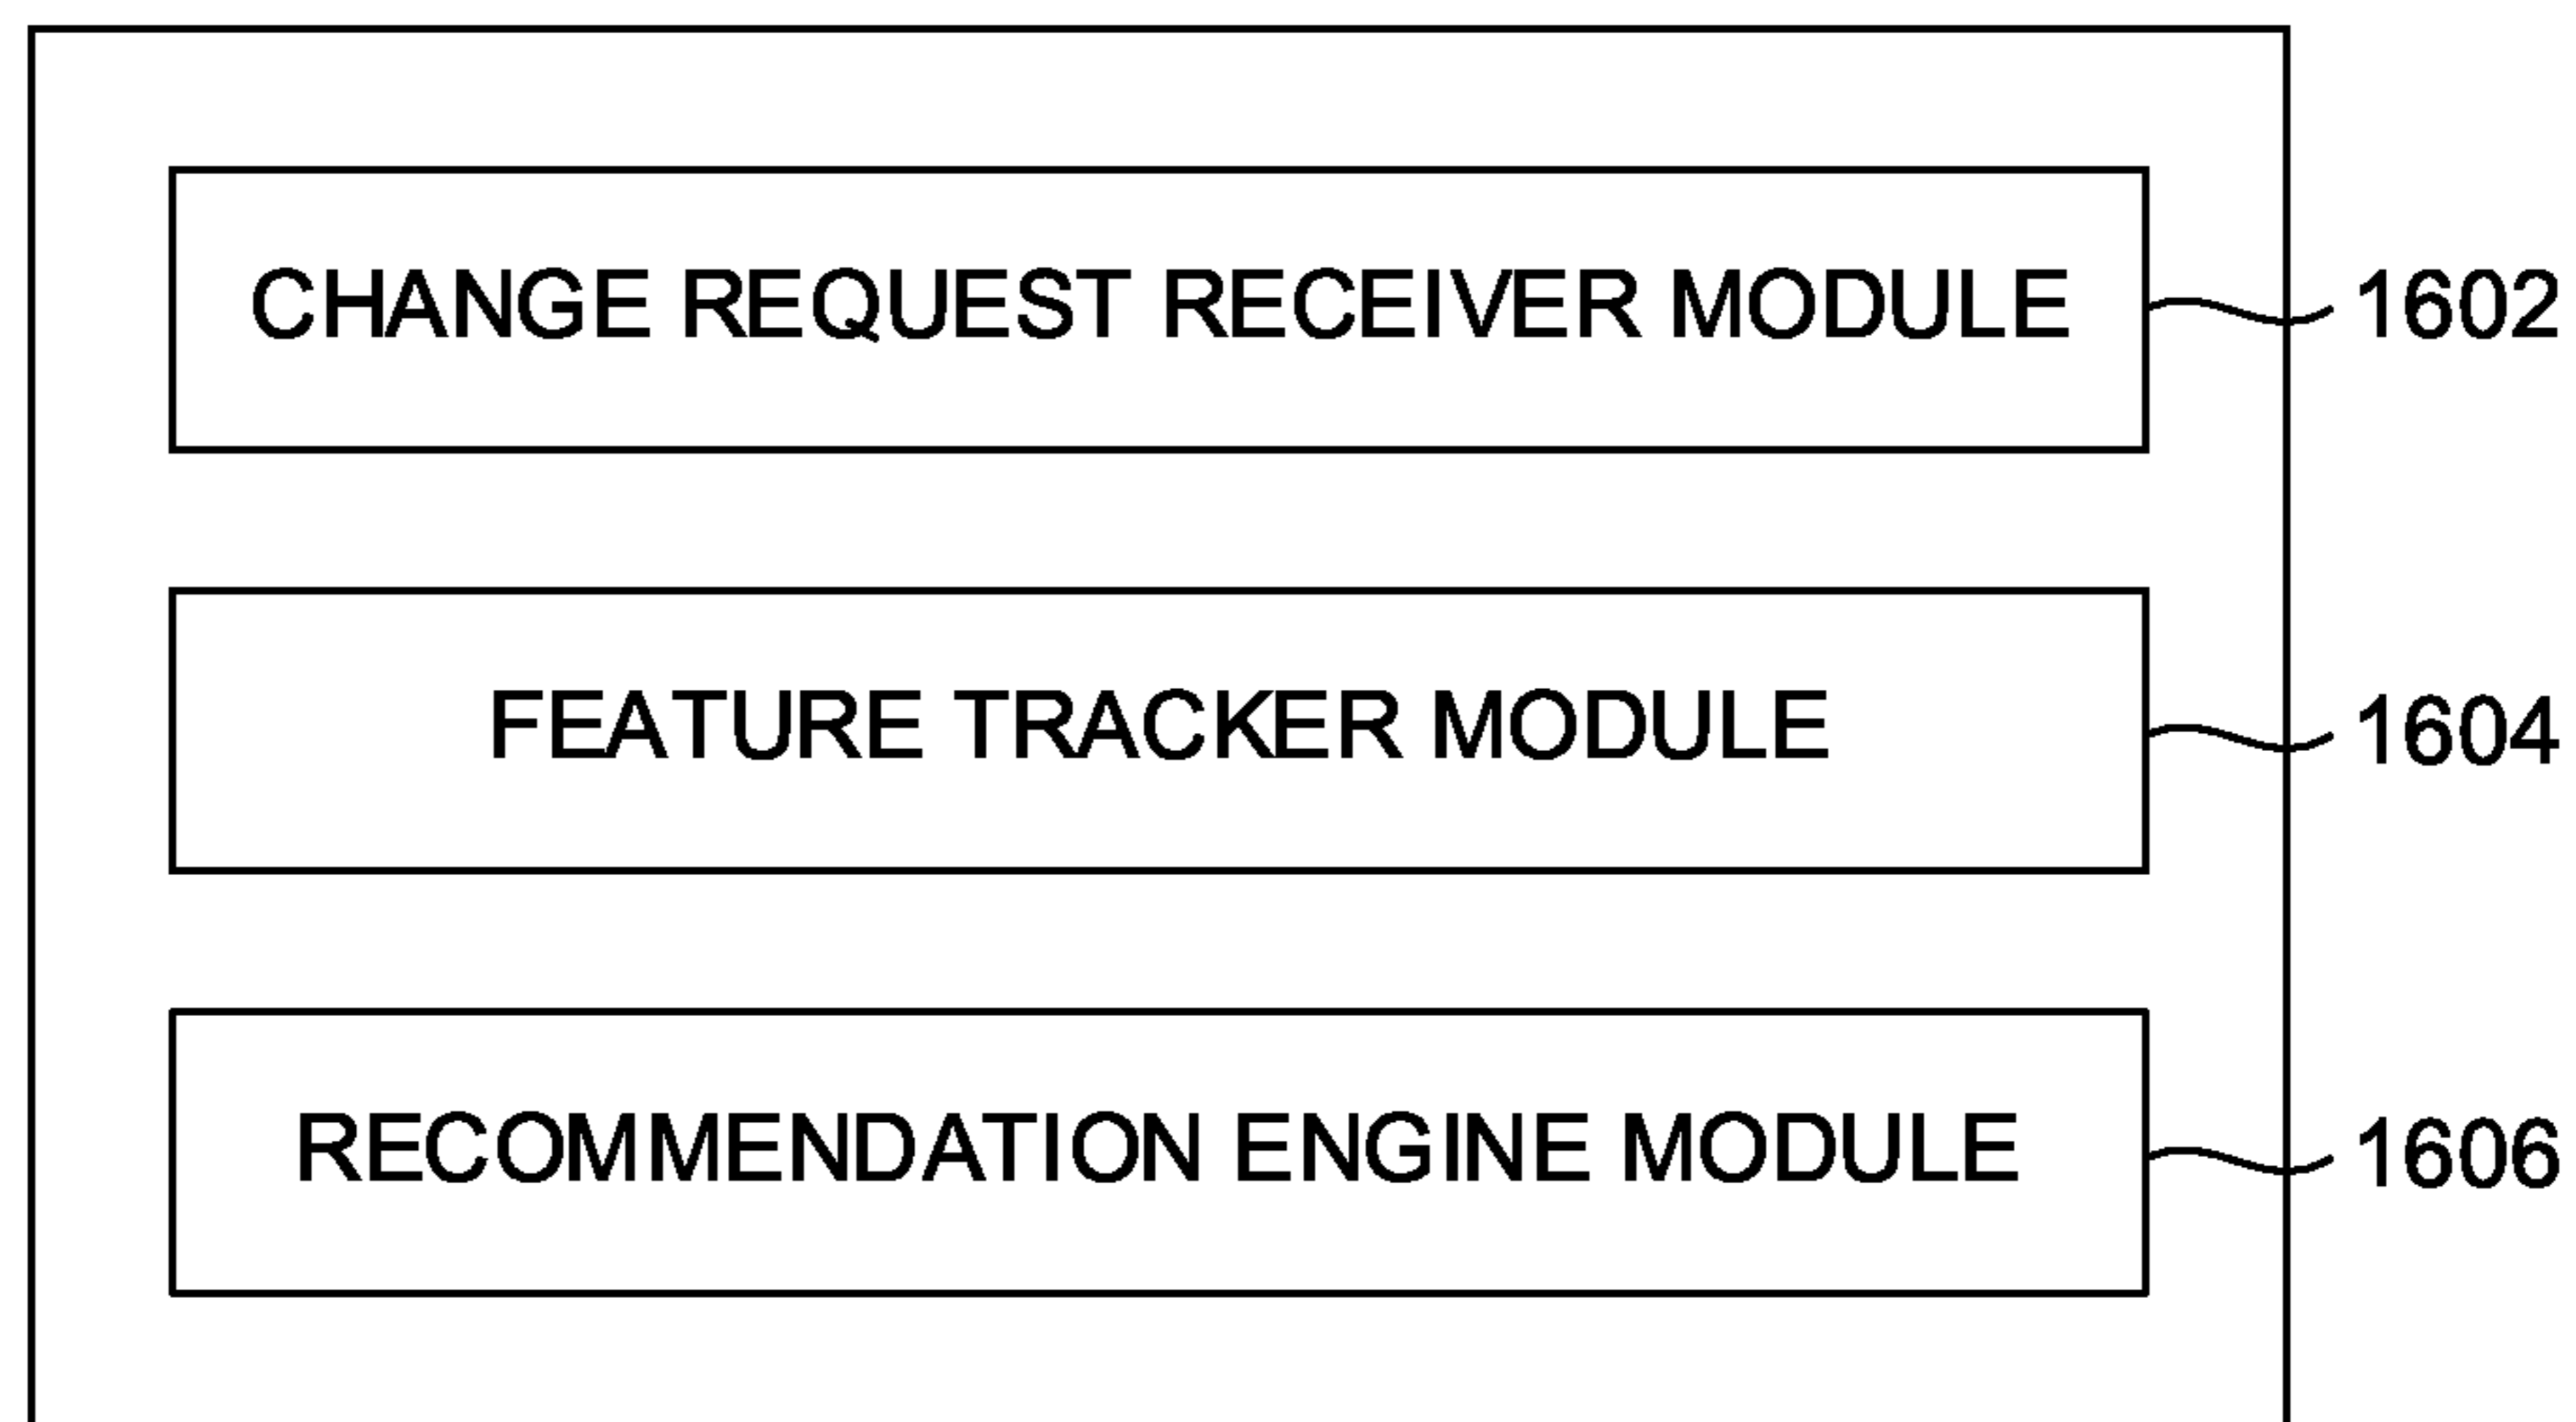 CHANGE REQUEST RECEIVER MODULE 1602
FEATURE TRACKER MODULE 1604
RECOMMENDATION ENGINE MODULE 1606